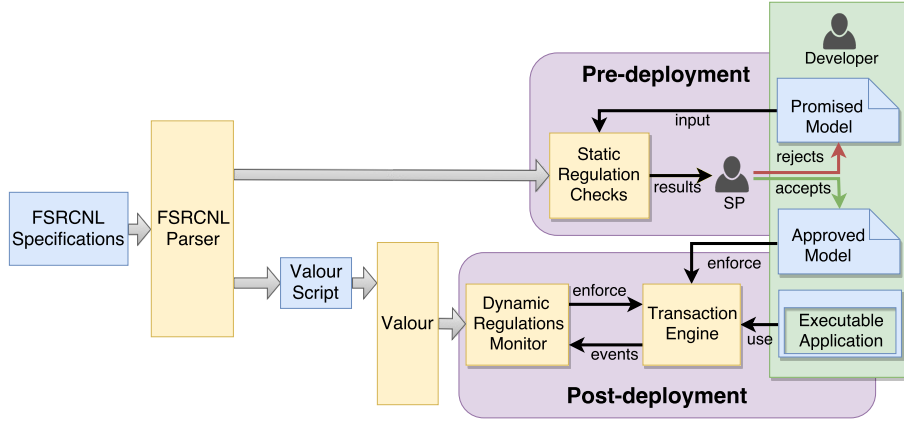 Developer
Pre-deployment
Promised
Model
input
Static
Regulation
Checks
results
SP
rejects
accepts
FSRCNL
Specifications
FSRCNL
Parser
Approved
Model
enforce
Valour
Script
Valour
Dynamic
Regulations
Monitor
enforce
events
Transaction
Engine
use
Executable
Application
Post-deployment